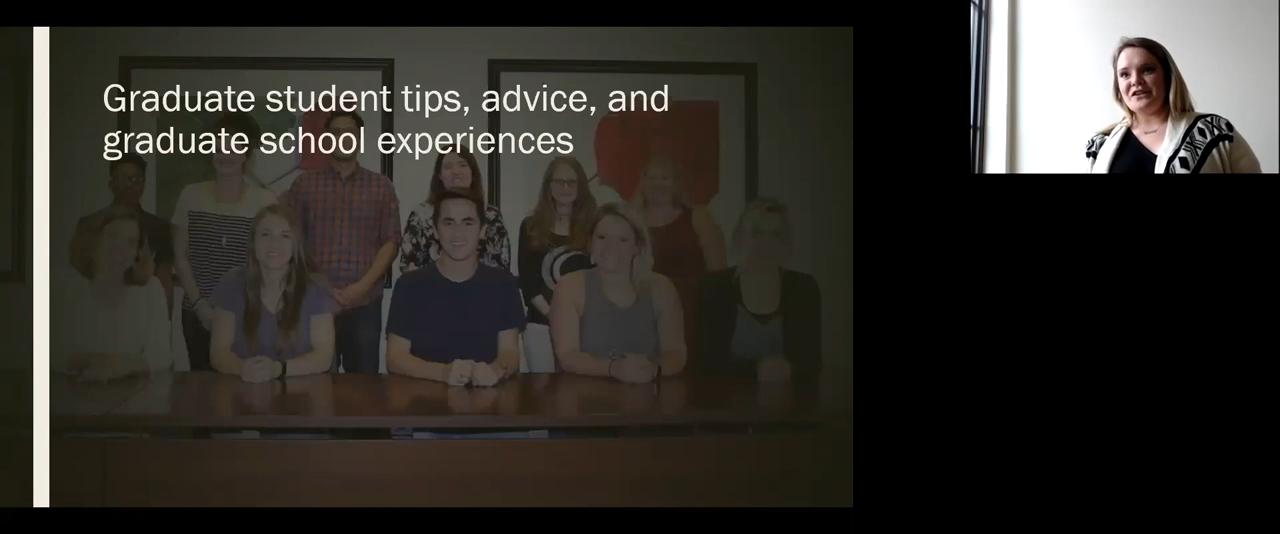 Graduate student tips, advice, and
graduate school experiences